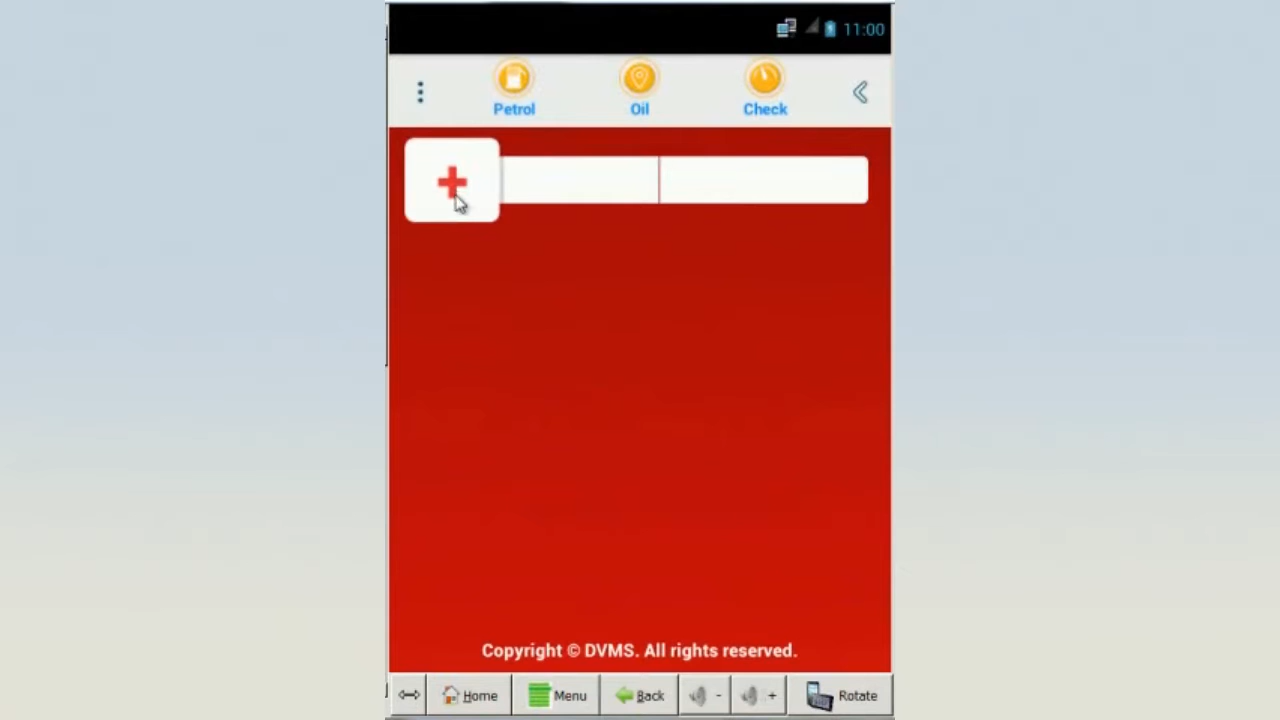 11:00
Petrol Oil Check
Copyright © DVMS. All rights reserved.
Home Menu Back - + Rotate